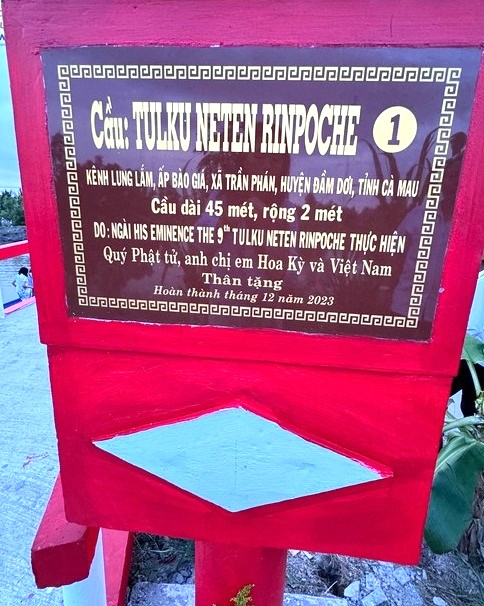 Cầu: TULKU NETEN RINPOCHE 1
KÊNH LUNG LẮM, ẤP BÀO GIÁ, XÃ TRẦN PHÁN, HUYỆN ĐẦM DƠI, TỈNH CÀ MAU
Cầu dài 45 mét, rộng 2 mét
DO: NGÀI HIS EMINENCE THE 9th TULKU NETEN RINPOCHE THỰC HIỆN
Quý Phật tử, anh chị em Hoa Kỳ và Việt Nam
Thân tặng
Hoàn thành tháng 12 năm 2023